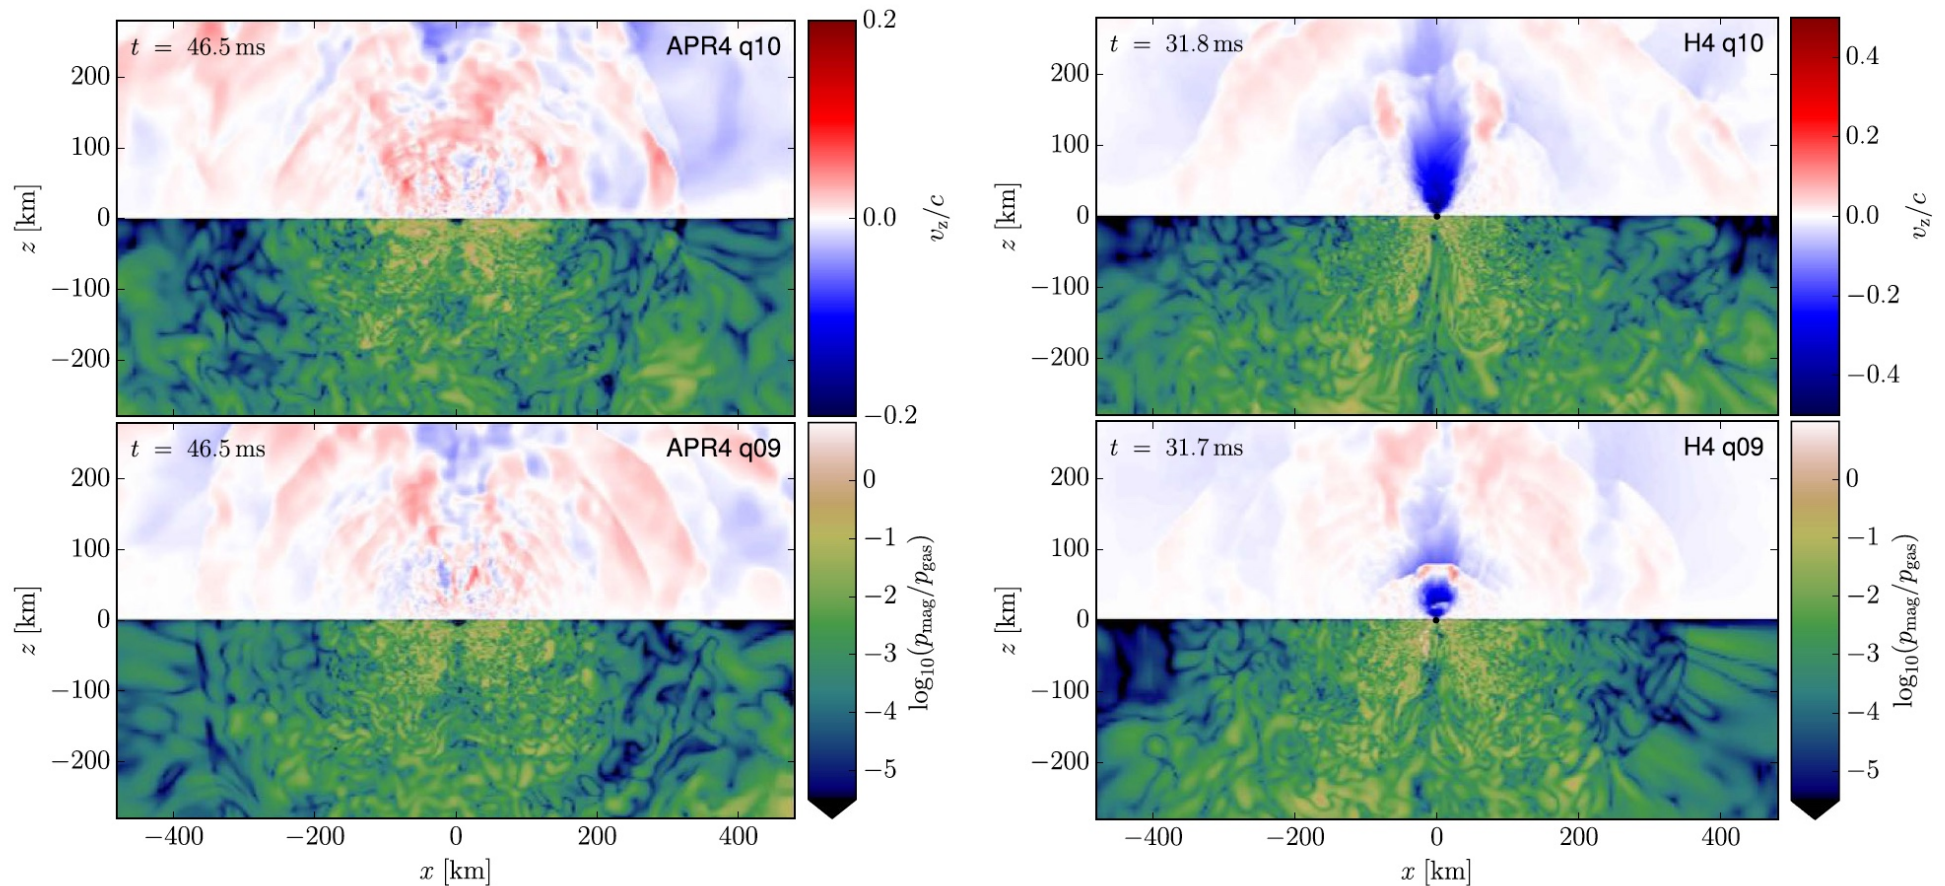 t = 46.5 ms
APR4 q10
200
100
0
−100
−200
z [km]
0.2
0.0
−0.2
v_z/c
t = 46.5 ms
APR4 q09
200
100
0
−100
−200
z [km]
0
−1
−2
−3
−4
−5
log₁₀(p_mag/p_gas)
−400 −200 0 200 400
x [km]
t = 31.8 ms
H4 q10
200
100
0
−100
−200
z [km]
0.4
0.2
0.0
−0.2
−0.4
v_z/c
t = 31.7 ms
H4 q09
200
100
0
−100
−200
z [km]
0
−1
−2
−3
−4
−5
log₁₀(p_mag/p_gas)
−400 −200 0 200 400
x [km]